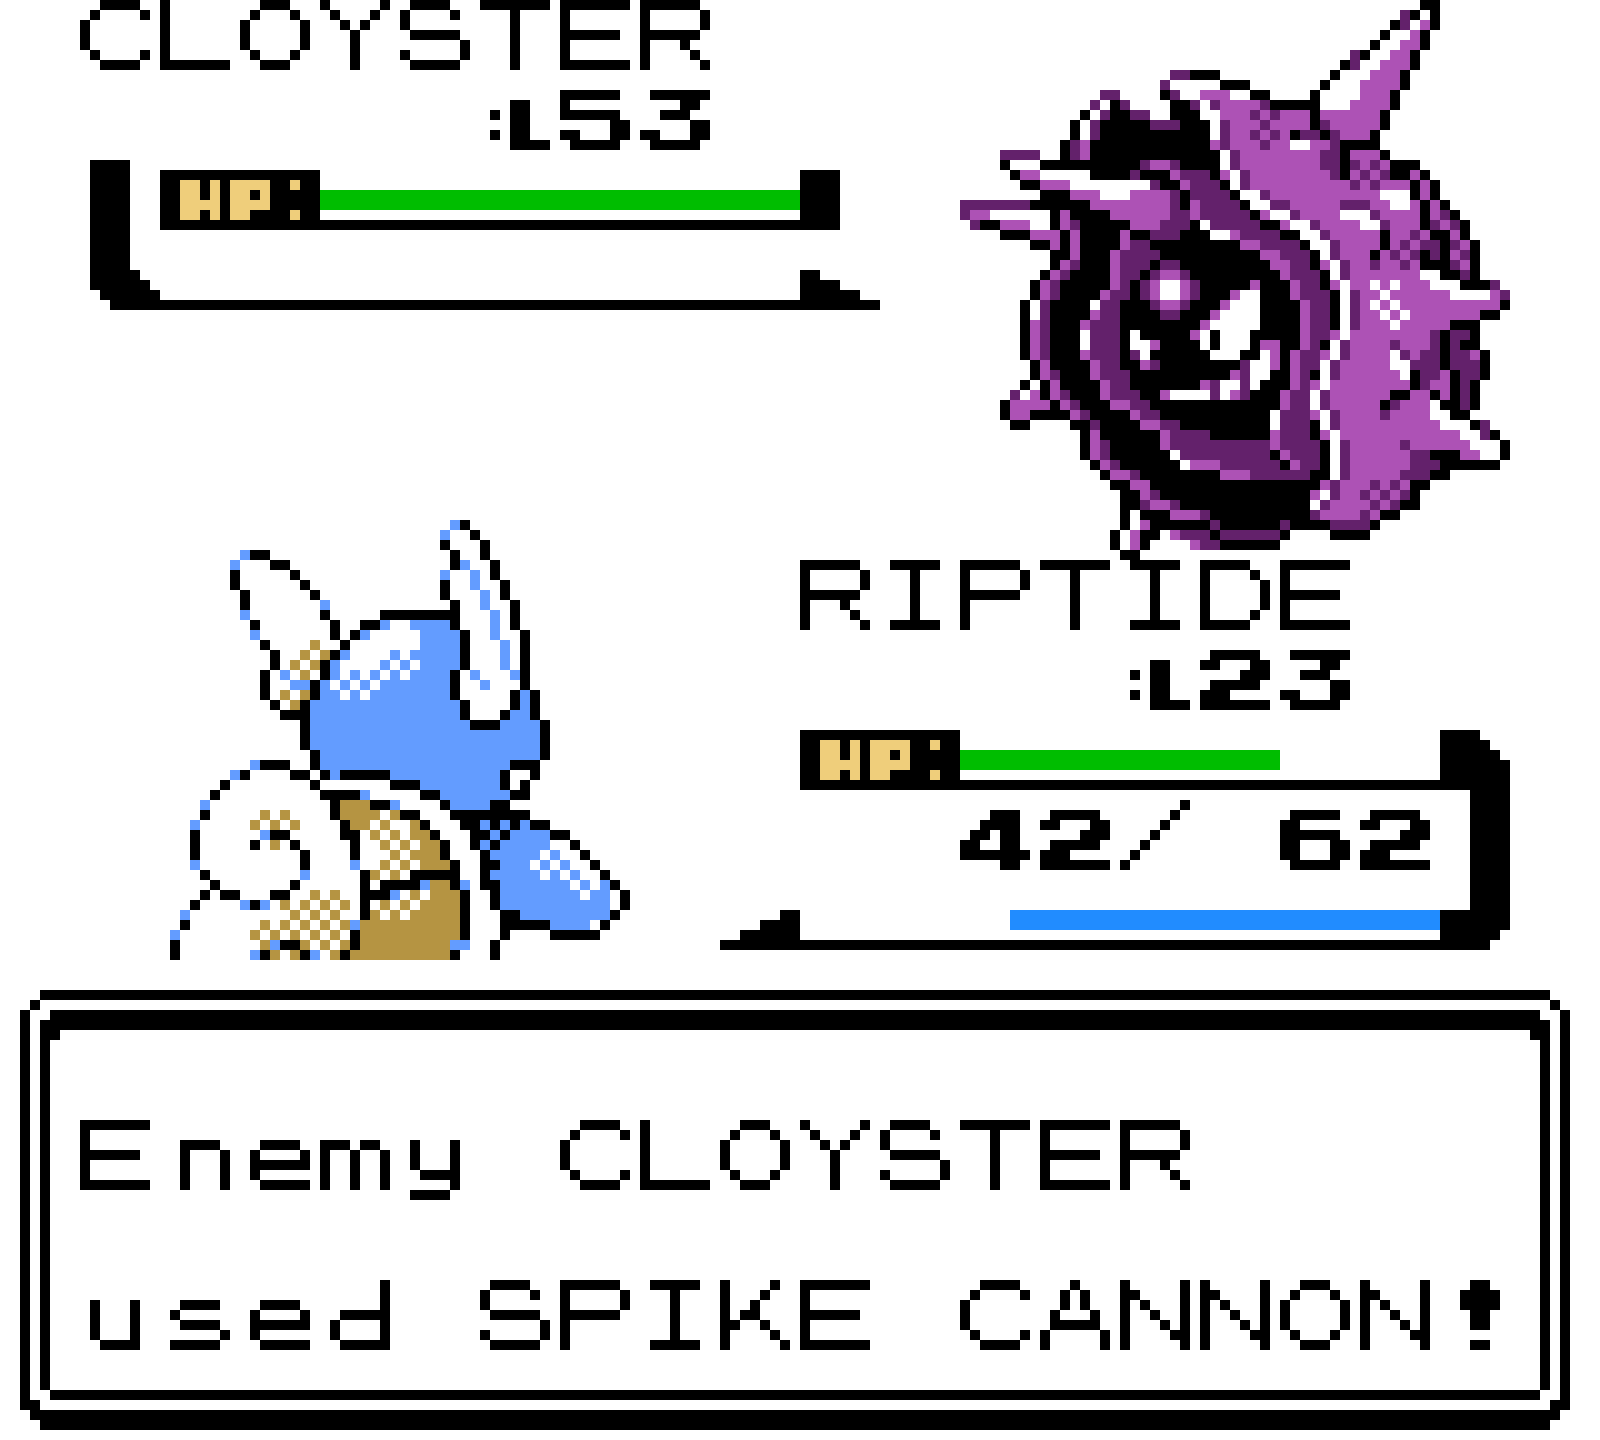 CLOYSTER
:L53
HP:
RIPTIDE
:L23
HP:
42/ 62
Enemy CLOYSTER
used SPIKE CANNON!